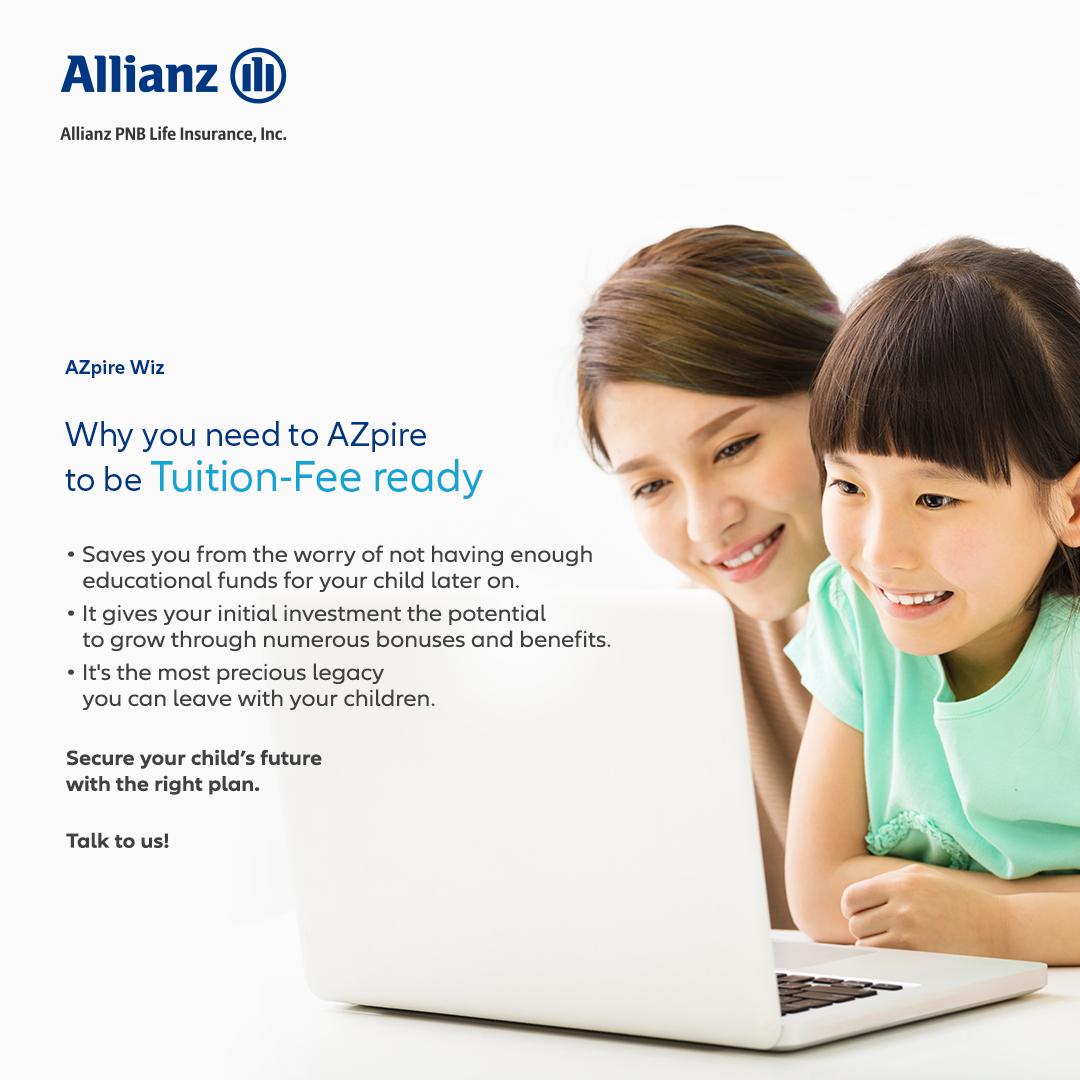 Allianz
Allianz PNB Life Insurance, Inc.
AZpire Wiz
Why you need to AZpire
to be Tuition-Fee ready
• Saves you from the worry of not having enough
educational funds for your child later on.
• It gives your initial investment the potential
to grow through numerous bonuses and benefits.
• It's the most precious legacy
you can leave with your children.
Secure your child’s future
with the right plan.
Talk to us!